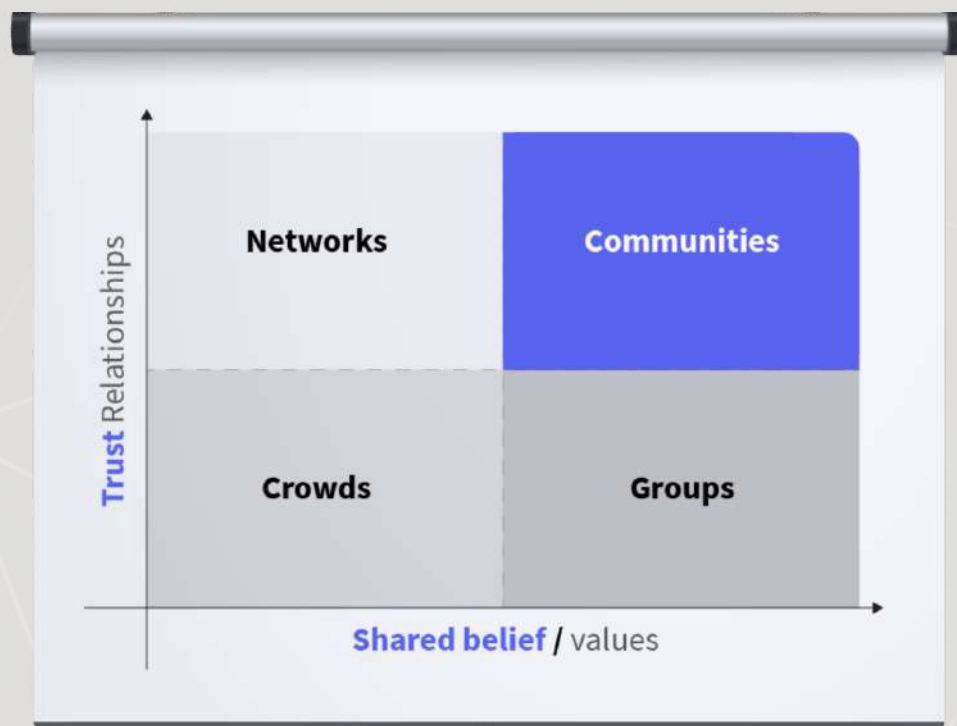 Networks
Communities
Trust Relationships
Crowds
Groups
Shared belief / values